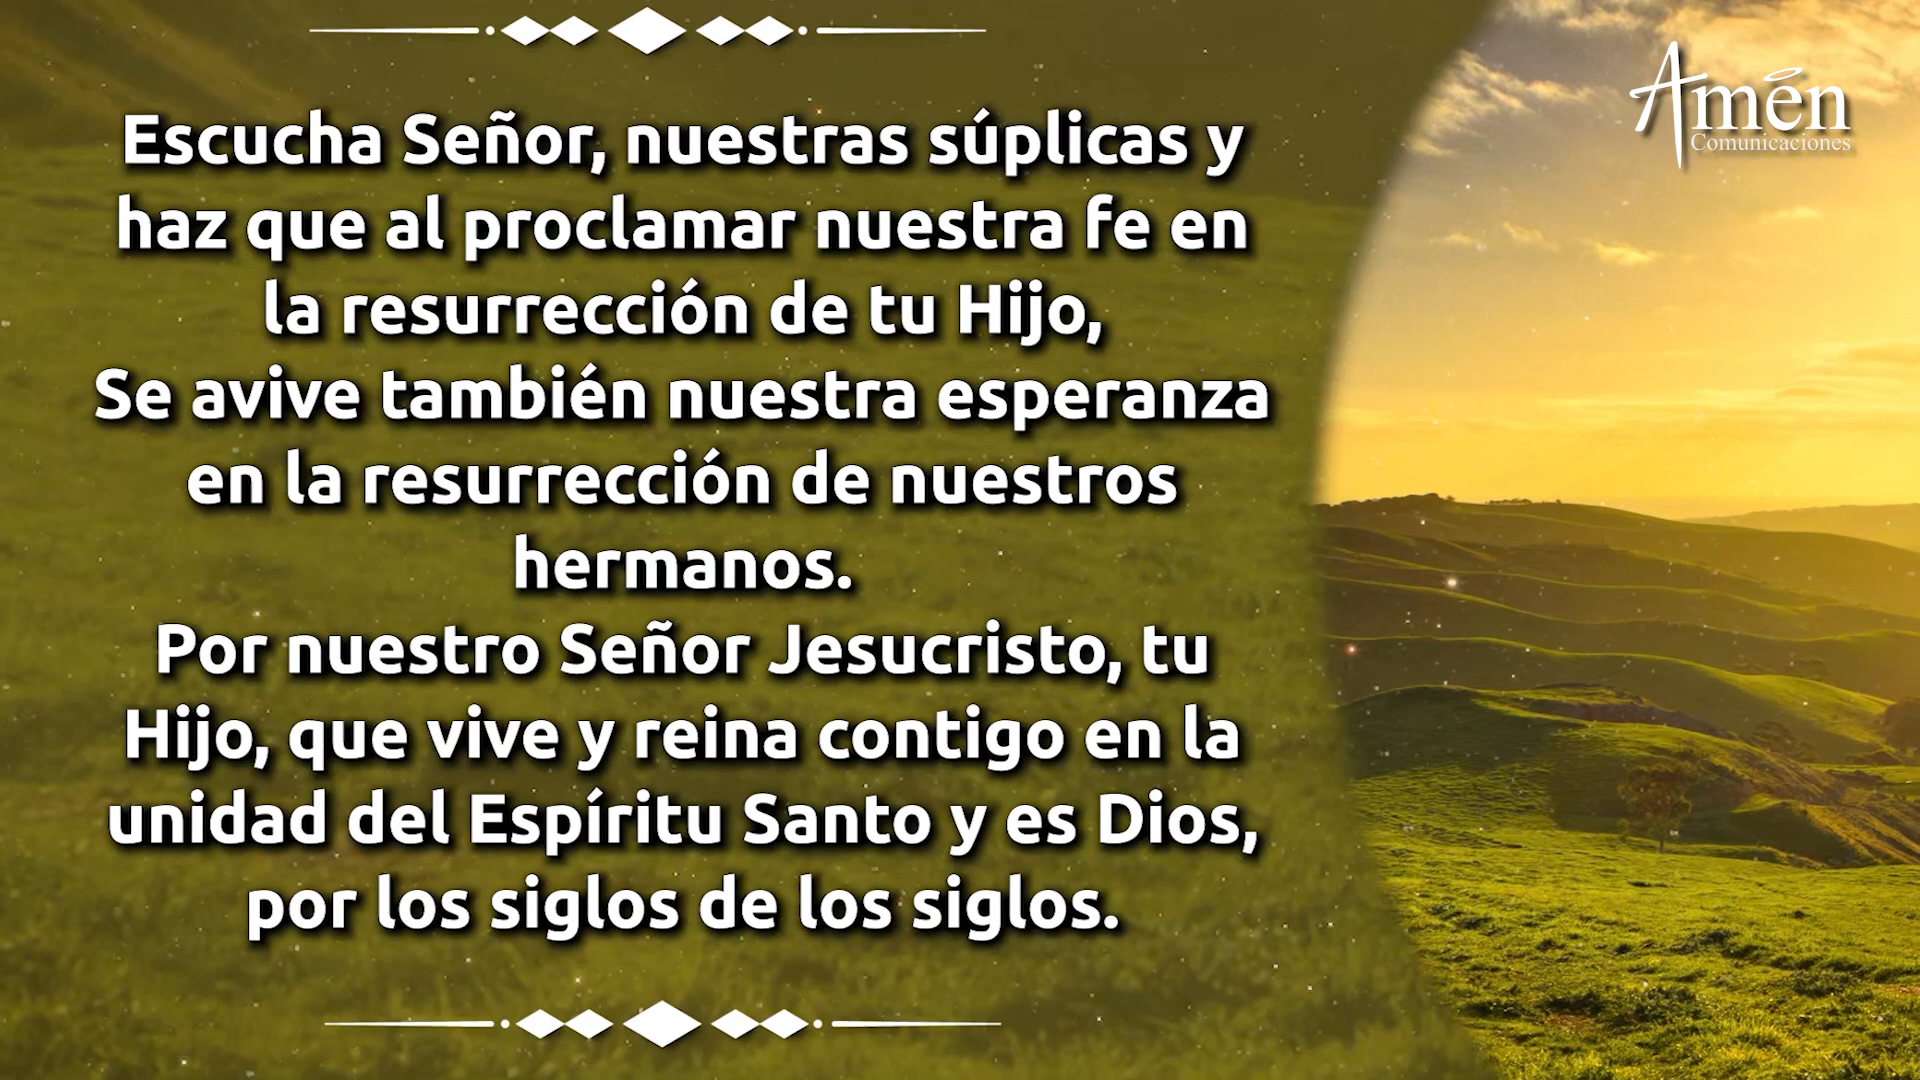 Amén
Comunicaciones
Escucha Señor, nuestras súplicas y
haz que al proclamar nuestra fe en
la resurrección de tu Hijo,
Se avive también nuestra esperanza
en la resurrección de nuestros
hermanos.
Por nuestro Señor Jesucristo, tu
Hijo, que vive y reina contigo en la
unidad del Espíritu Santo y es Dios,
por los siglos de los siglos.